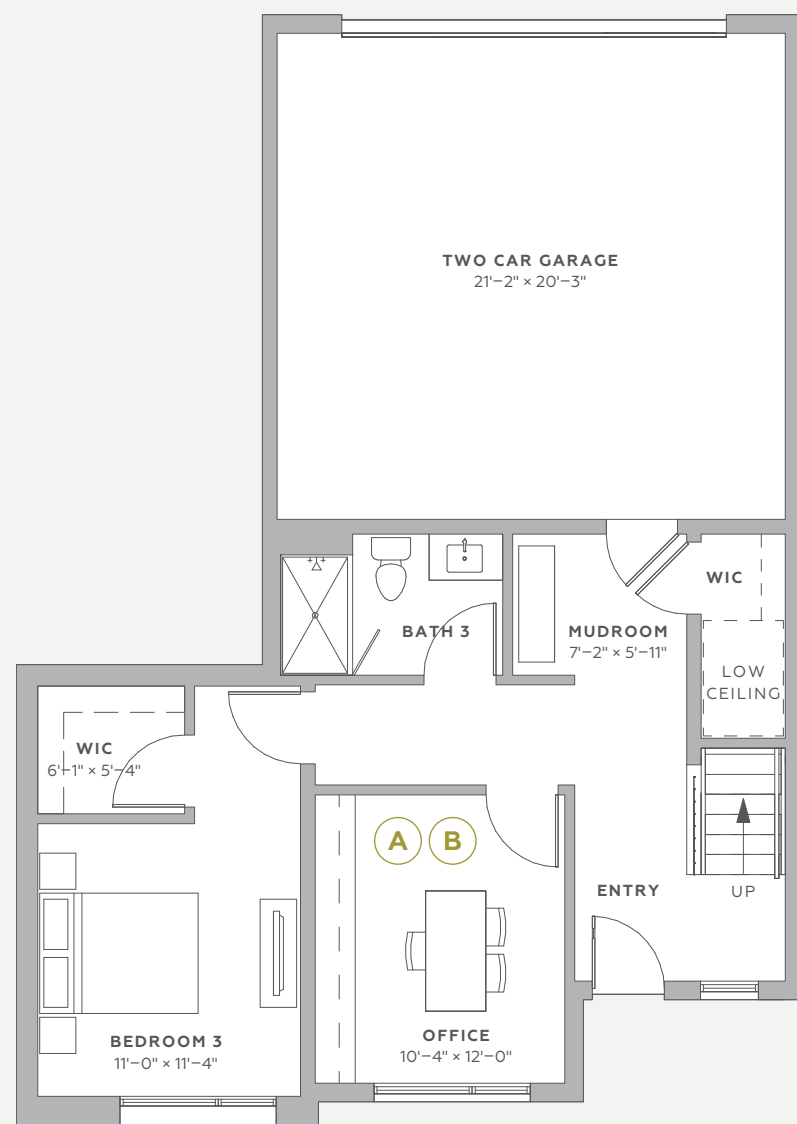 TWO CAR GARAGE
21'–2" × 20'–3"
WIC
BATH 3
MUDROOM
7'–2" × 5'–11"
LOW
CEILING
WIC
6'–1" × 5'–4"
A B
ENTRY
UP
BEDROOM 3
11'–0" × 11'–4"
OFFICE
10'–4" × 12'–0"